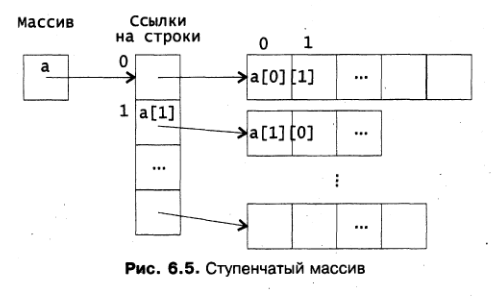 Массив
Ссылки
на строки
0 1
0
a
a[0][1] ...
1
a[1]
a[1][0] ...
...
⋮
...
Рис. 6.5. Ступенчатый массив